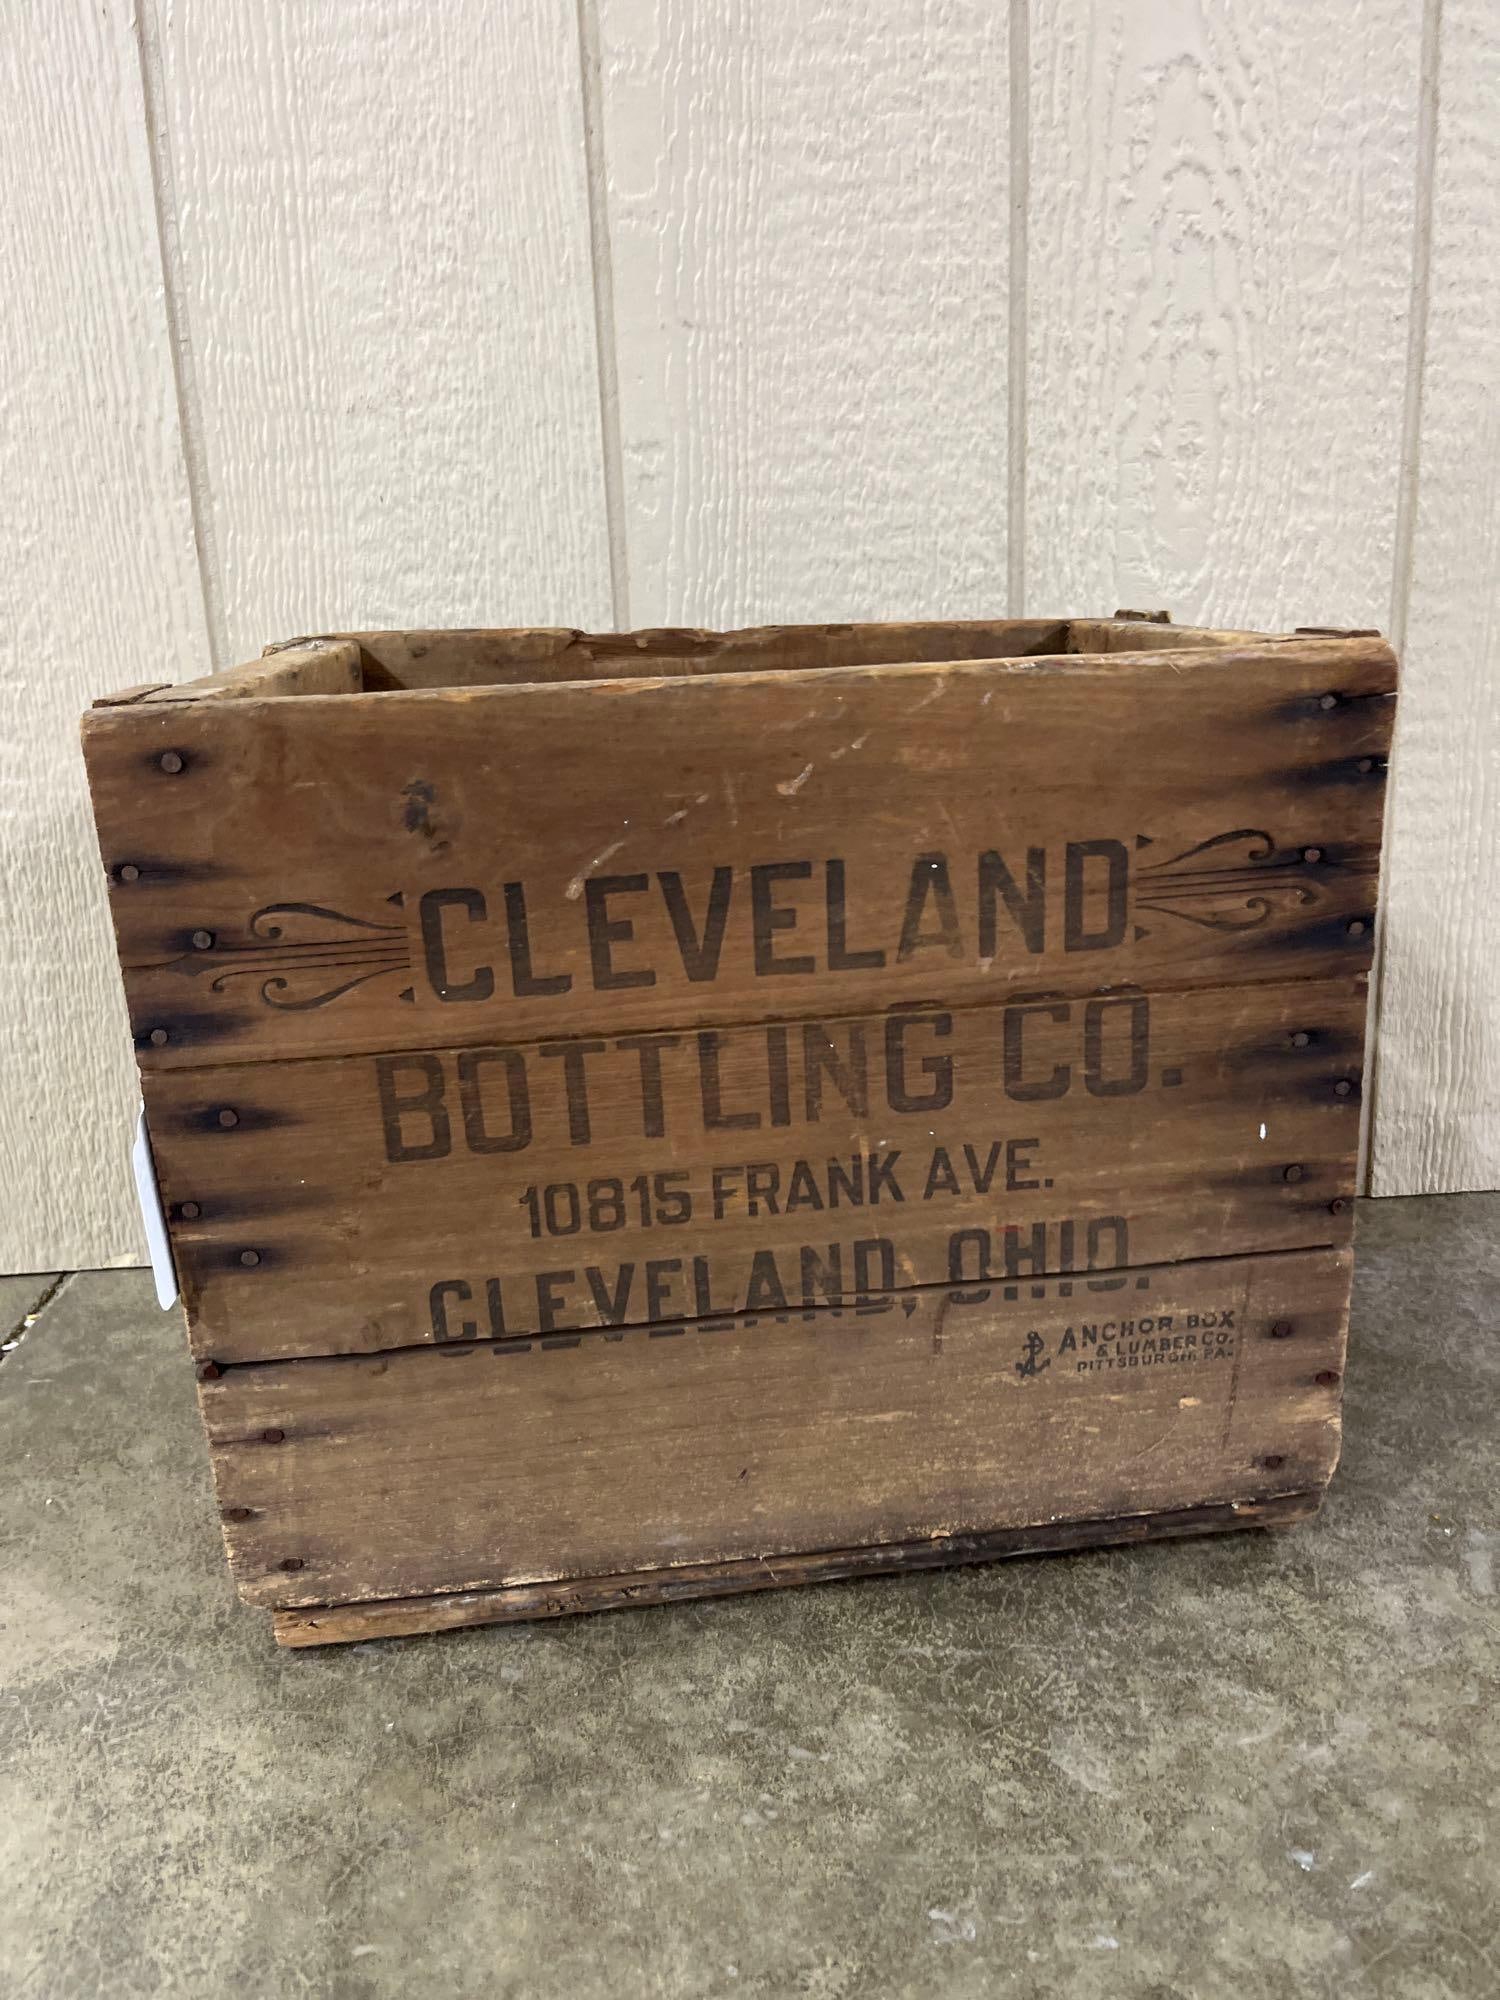 CLEVELAND
BOTTLING CO.
10815 FRANK AVE.
CLEVELAND, OHIO.
ANCHOR BOX
& LUMBER CO.
PITTSBURGH, PA.